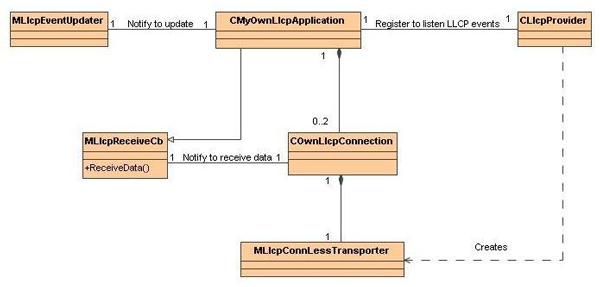 MLlcpEventUpdater
1
Notify to update
1
CMyOwnLlcpApplication
1
Register to listen LLCP events
1
CLlcpProvider
1
0..2
MLlcpReceiveCb
+ReceiveData()
1
Notify to receive data
1
COwnLlcpConnection
1
1
MLlcpConnLessTransporter
Creates